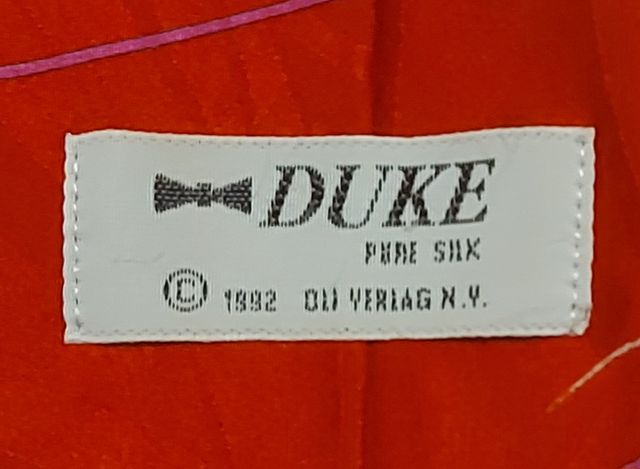 DUKE
PURE SILK
© 1992 OLI VERLAG N.Y.